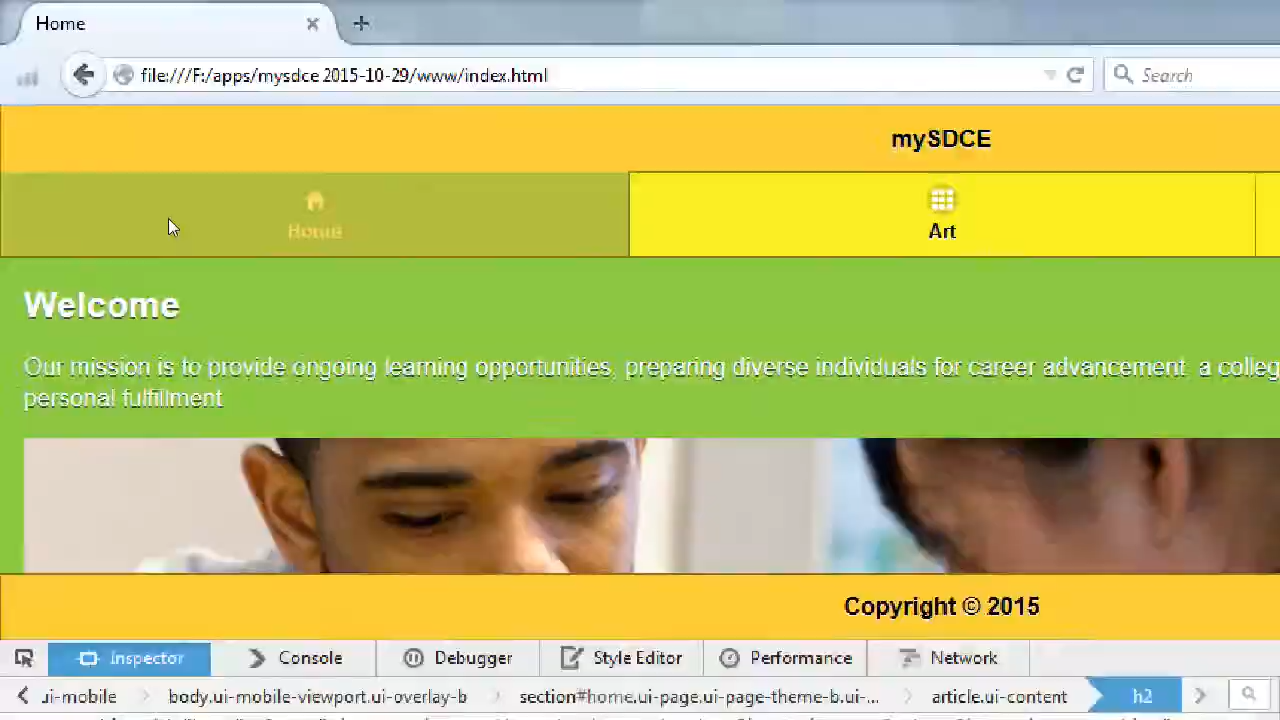 Home
file:///F:/apps/mysdce 2015-10-29/www/index.html
Search
mySDCE
Home
Art
Welcome
Our mission is to provide ongoing learning opportunities, preparing diverse individuals for career advancement, a colleg
personal fulfillment
Copyright © 2015
Inspector Console Debugger Style Editor Performance Network
ui-mobile body.ui-mobile-viewport.ui-overlay-b section#home.ui-page.ui-page-theme-b.ui-... article.ui-content h2